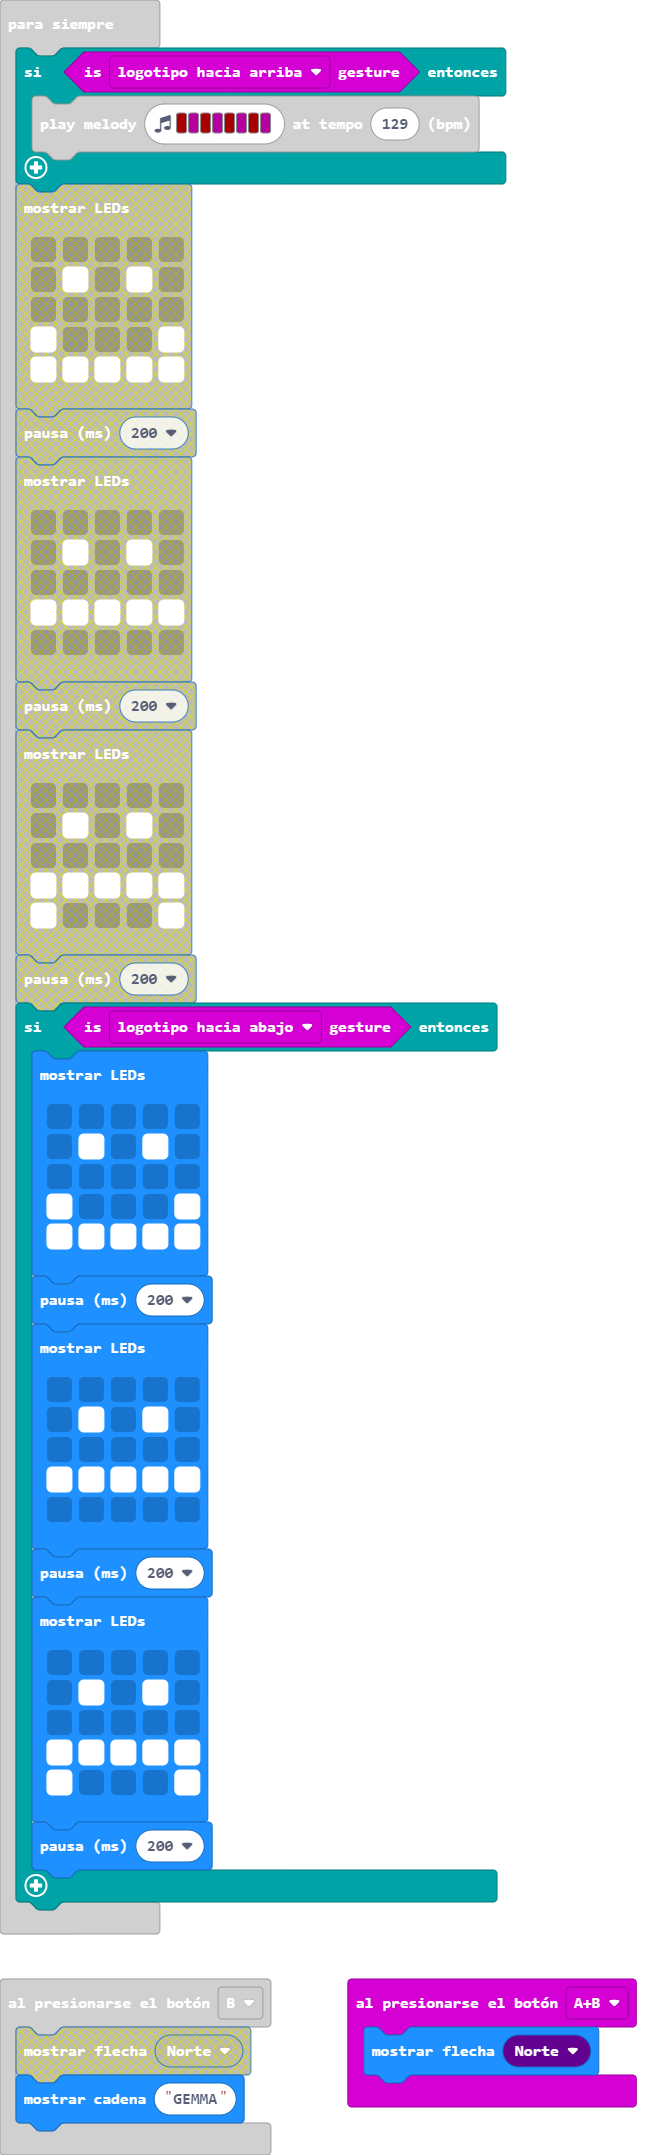 para siempre
si is logotipo hacia arriba gesture entonces
play melody at tempo 129 (bpm)
mostrar LEDs
pausa (ms) 200
mostrar LEDs
pausa (ms) 200
mostrar LEDs
pausa (ms) 200
si is logotipo hacia abajo gesture entonces
mostrar LEDs
pausa (ms) 200
mostrar LEDs
pausa (ms) 200
mostrar LEDs
pausa (ms) 200
al presionarse el botón B
mostrar flecha Norte
mostrar cadena "GEMMA"
al presionarse el botón A+B
mostrar flecha Norte